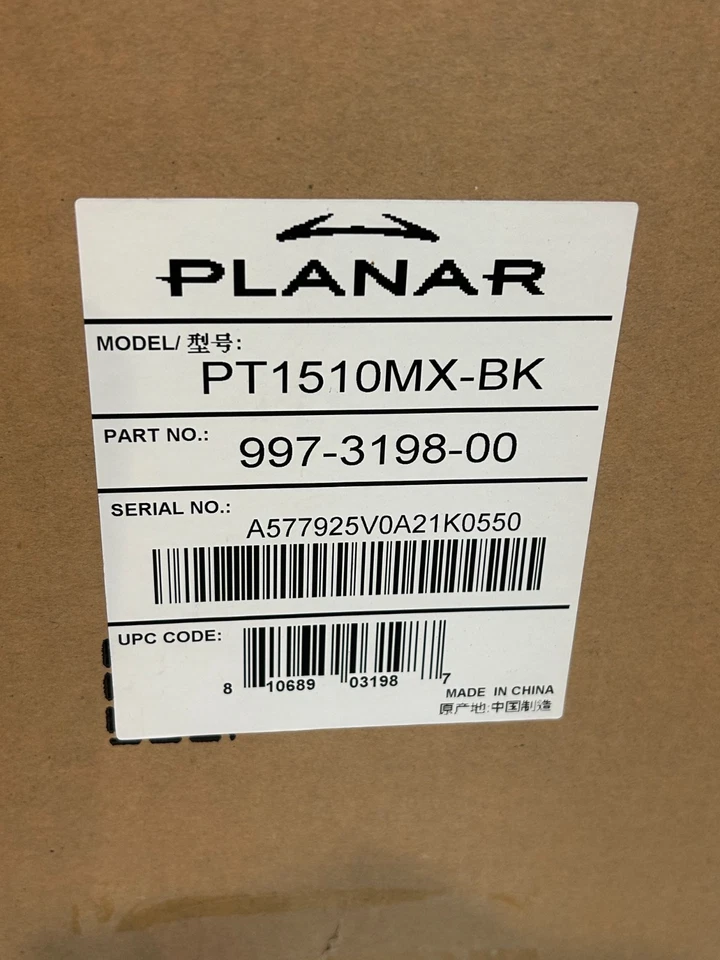 PLANAR
MODEL/ 型号:
PT1510MX-BK
PART NO.:
997-3198-00
SERIAL NO.:
A577925V0A21K0550
UPC CODE:
8 10689 03198 7
MADE IN CHINA
原产地:中国制造